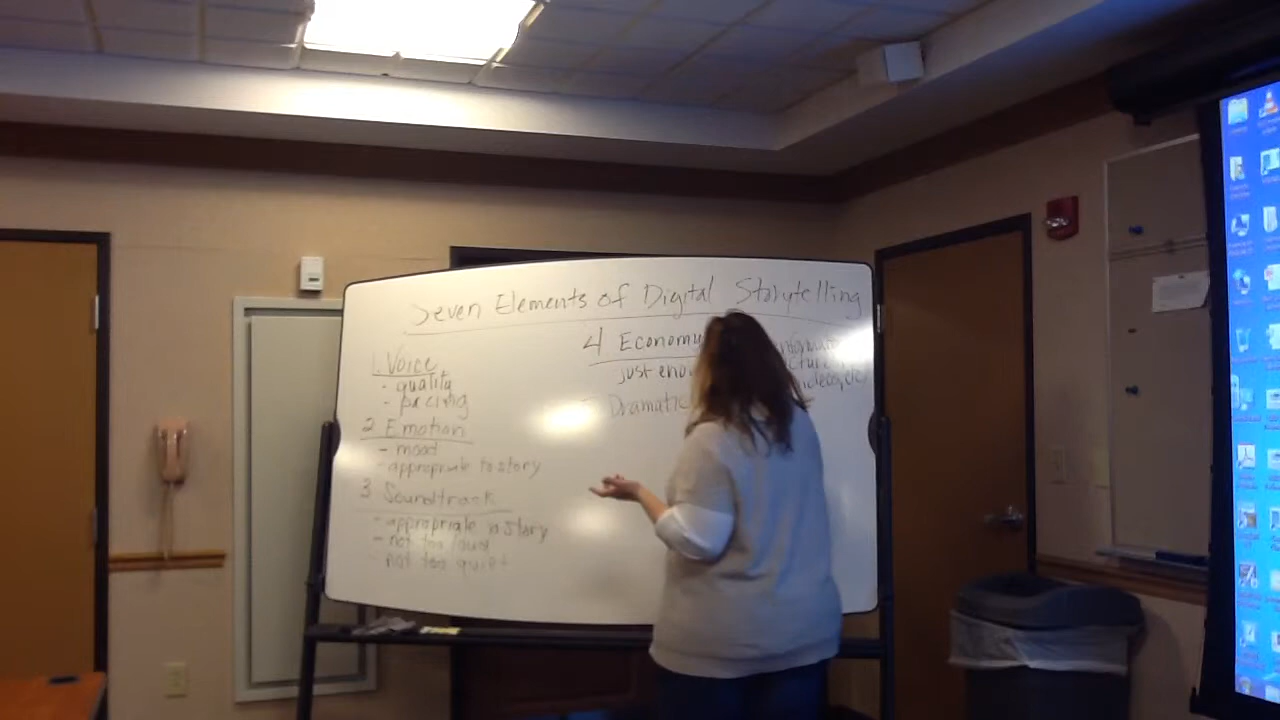 Seven Elements of Digital Storytelling
1. Voice
- quality
- pacing
2 Emotion
- mood
- appropriate to story
3 Soundtrack
- appropriate to story
- not too loud
not too quiet
4 Economy
just
Dramatic